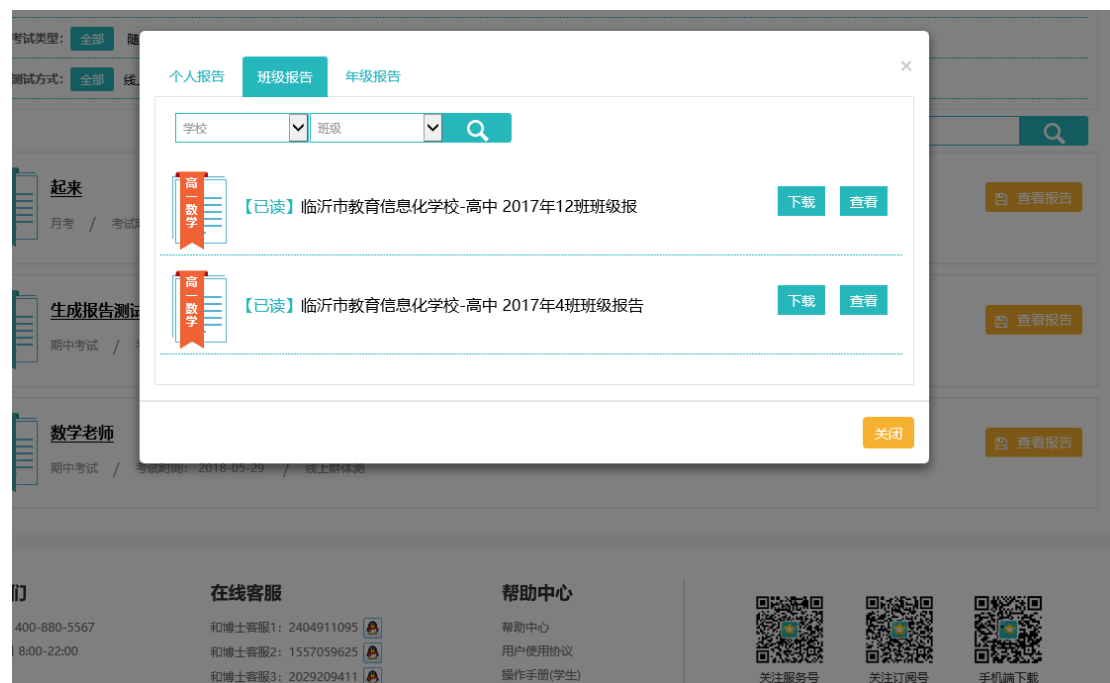 考试类型： 全部 随
个人报告 班级报告 年级报告 ×
测试方式： 全部 线
学校 班级
高一数学
【已读】临沂市教育信息化学校-高中 2017年12班班级报
下载 查看
起来
查看报告
月考 / 考试
高一数学
【已读】临沂市教育信息化学校-高中 2017年4班班级报告
下载 查看
生成报告测试
查看报告
期中考试 /
关闭
数学老师
查看报告
期中考试 / 考试时间： 2018-05-29 / 线上群体测
们 在线客服 帮助中心
400-880-5567 和博士客服1： 2404911095 帮助中心
8:00-22:00 和博士客服2： 1557059625 用户使用协议
和博士客服3： 2029209411 操作手册(学生)
关注服务号 关注订阅号 手机端下载